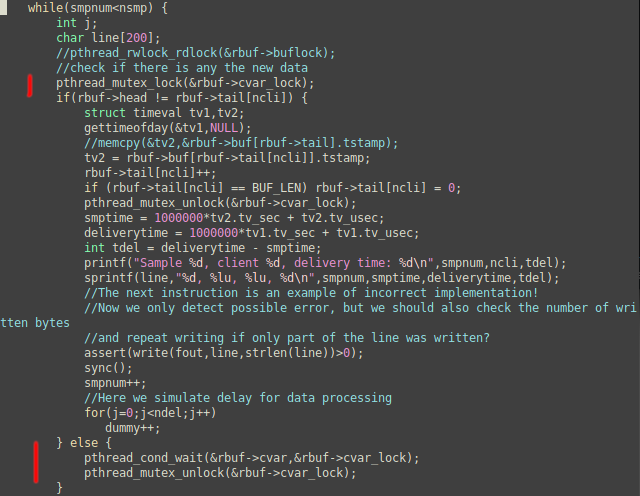 while(smpnum<nsmp) {
int j;
char line[200];
//pthread_rwlock_rdlock(&rbuf->buflock);
//check if there is any the new data
pthread_mutex_lock(&rbuf->cvar_lock);
if(rbuf->head != rbuf->tail[ncli]) {
struct timeval tv1,tv2;
gettimeofday(&tv1,NULL);
//memcpy(&tv2,&rbuf->buf[rbuf->tail].tstamp);
tv2 = rbuf->buf[rbuf->tail[ncli]].tstamp;
rbuf->tail[ncli]++;
if (rbuf->tail[ncli] == BUF_LEN) rbuf->tail[ncli] = 0;
pthread_mutex_unlock(&rbuf->cvar_lock);
smptime = 1000000*tv2.tv_sec + tv2.tv_usec;
deliverytime = 1000000*tv1.tv_sec + tv1.tv_usec;
int tdel = deliverytime - smptime;
printf("Sample %d, client %d, delivery time: %d\n",smpnum,ncli,tdel);
sprintf(line,"%d, %lu, %lu, %d\n",smpnum,smptime,deliverytime,tdel);
//The next instruction is an example of incorrect implementation!
//Now we only detect possible error, but we should also check the number of wri
tten bytes
//and repeat writing if only part of the line was written?
assert(write(fout,line,strlen(line))>0);
sync();
smpnum++;
//Here we simulate delay for data processing
for(j=0;j<ndel;j++)
dummy++;
} else {
pthread_cond_wait(&rbuf->cvar,&rbuf->cvar_lock);
pthread_mutex_unlock(&rbuf->cvar_lock);
}